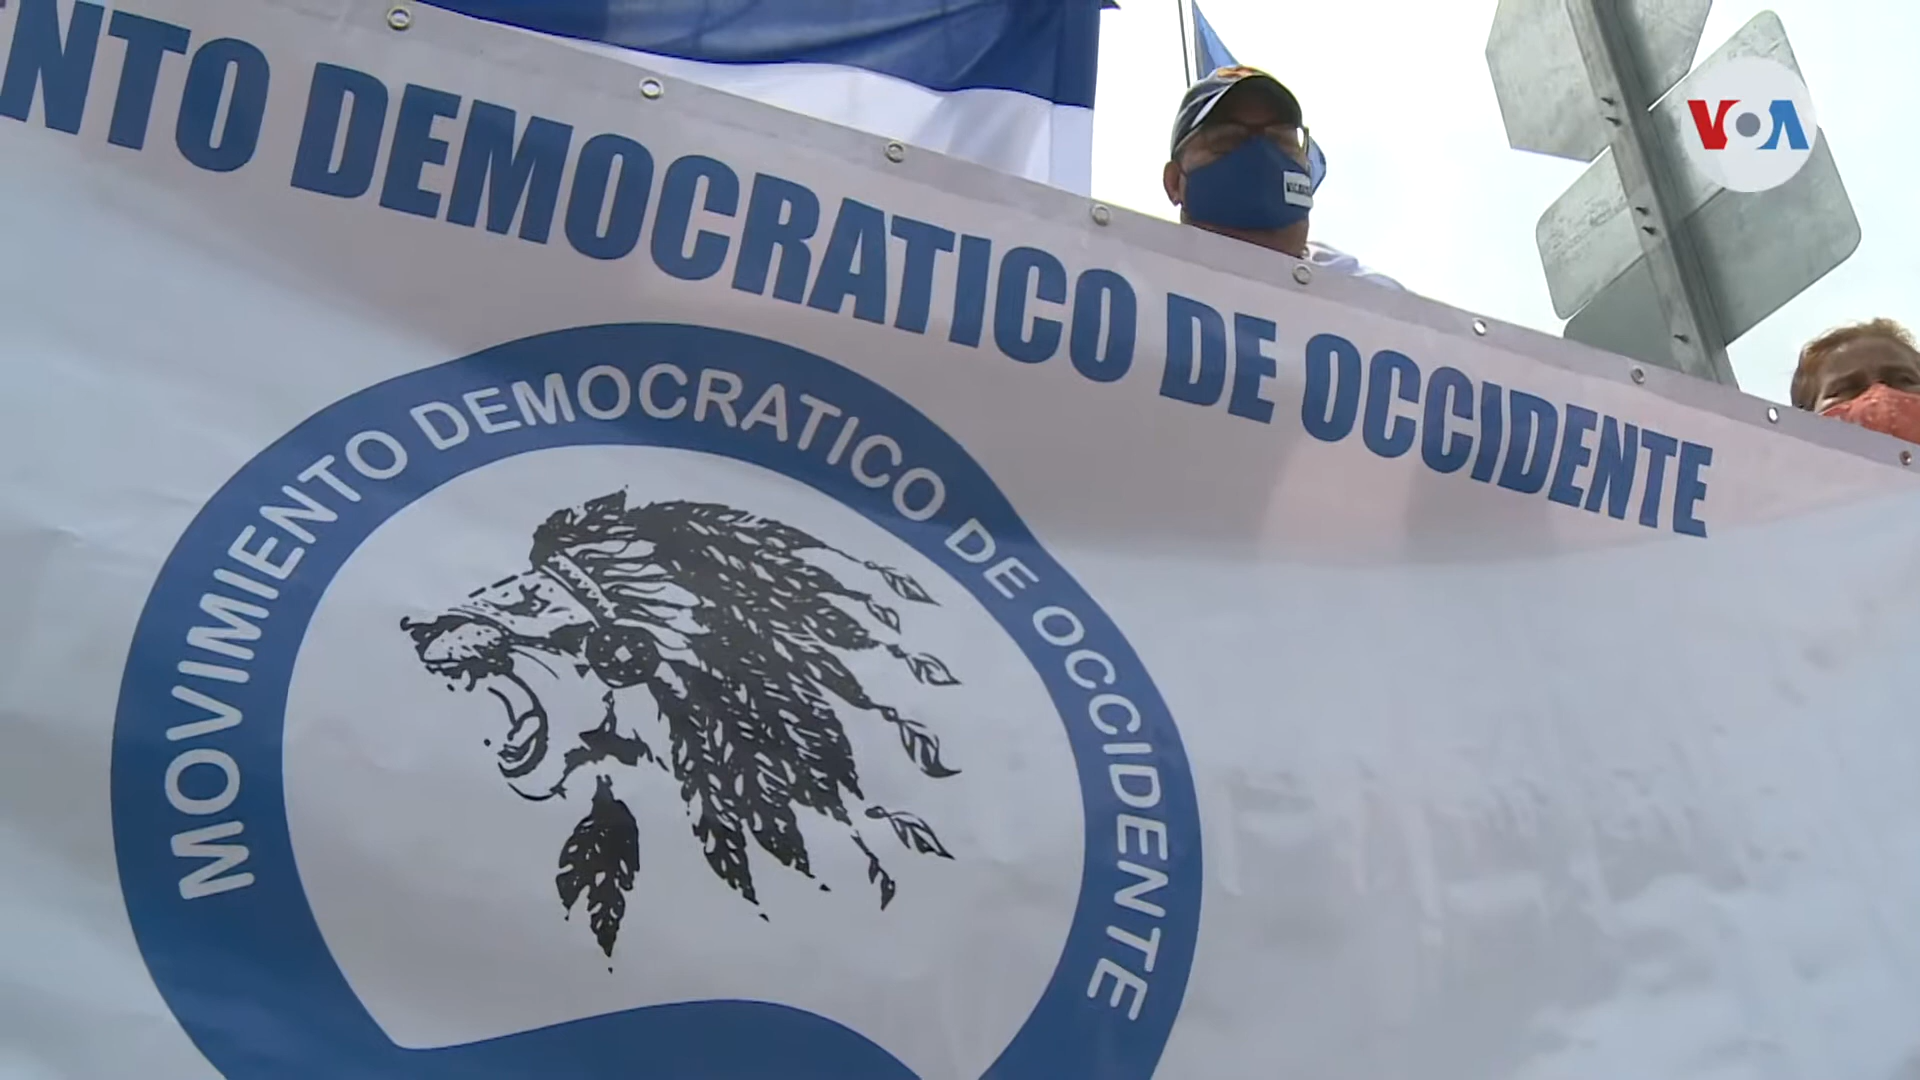 VOA
NTO DEMOCRATICO DE OCCIDENTE
MOVIMIENTO DEMOCRATICO DE OCCIDENTE